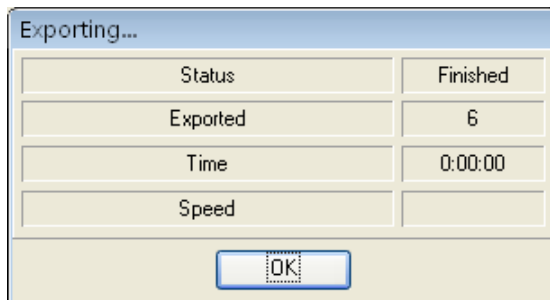 Exporting...
Status Finished
Exported 6
Time 0:00:00
Speed
OK